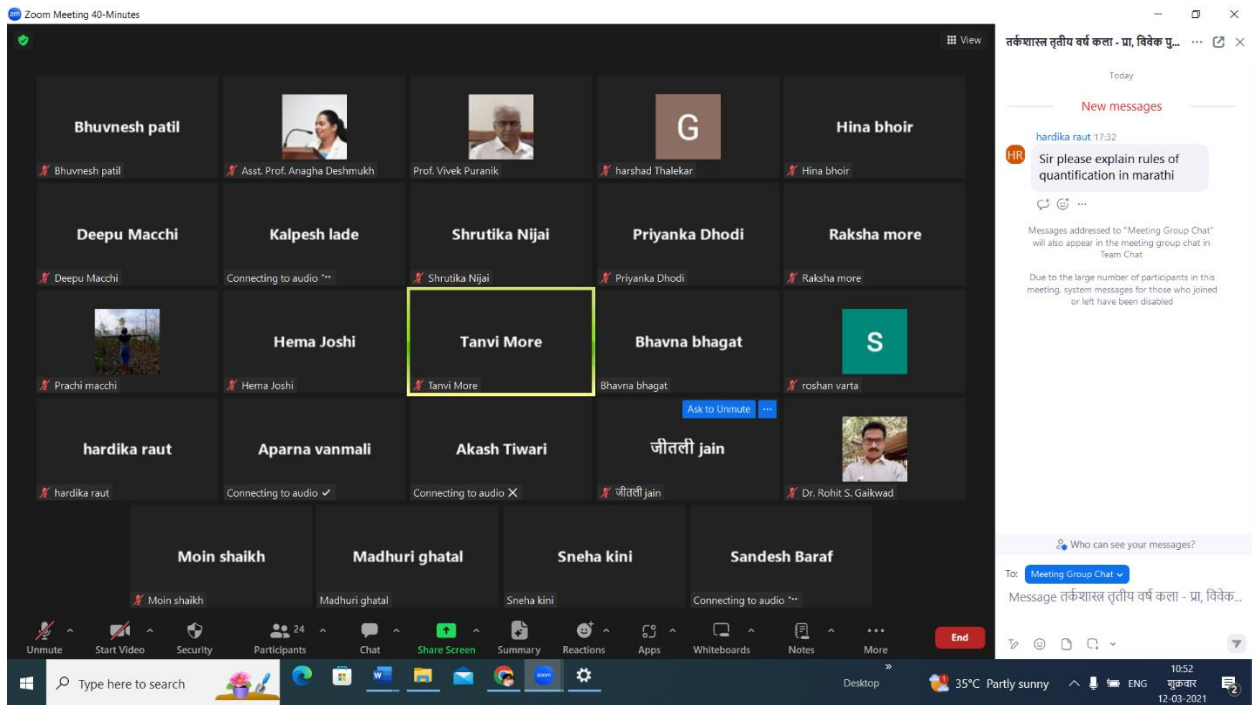 Zoom Meeting 40-Minutes
View
Bhuvnesh patil
Bhuvnesh patil
Asst. Prof. Anagha Deshmukh
Prof. Vivek Puranik
G
harshad Thalekar
Hina bhoir
Hina bhoir
Deepu Macchi
Deepu Macchi
Kalpesh lade
Connecting to audio
Shrutika Nijai
Shrutika Nijai
Priyanka Dhodi
Priyanka Dhodi
Raksha more
Raksha more
Prachi macchi
Hema Joshi
Hema Joshi
Tanvi More
Tanvi More
Bhavna bhagat
Bhavna bhagat
S
roshan varta
hardika raut
hardika raut
Aparna vanmali
Connecting to audio ✓
Akash Tiwari
Connecting to audio X
Ask to Unmute ...
जीतली jain
जीतली jain
Dr. Rohit S. Gaikwad
Moin shaikh
Moin shaikh
Madhuri ghatal
Madhuri ghatal
Sneha kini
Sneha kini
Sandesh Baraf
Connecting to audio
Unmute
Start Video
Security
24
Participants
Chat
Share Screen
Summary
Reactions
Apps
Whiteboards
Notes
More
End
तर्कशास्त्र तृतीय वर्ष कला - प्रा, विवेक पु...
Today
New messages
hardika raut 17:32
HR
Sir please explain rules of
quantification in marathi
Messages addressed to "Meeting Group Chat"
will also appear in the meeting group chat in
Team Chat
Due to the large number of participants in this
meeting, system messages for those who joined
or left have been disabled
Who can see your messages?
To: Meeting Group Chat
Message तर्कशास्त्र तृतीय वर्ष कला - प्रा, विवेक...
Type here to search
Desktop
35°C Partly sunny
ENG
10:52
शुक्रवार
12-03-2021
2